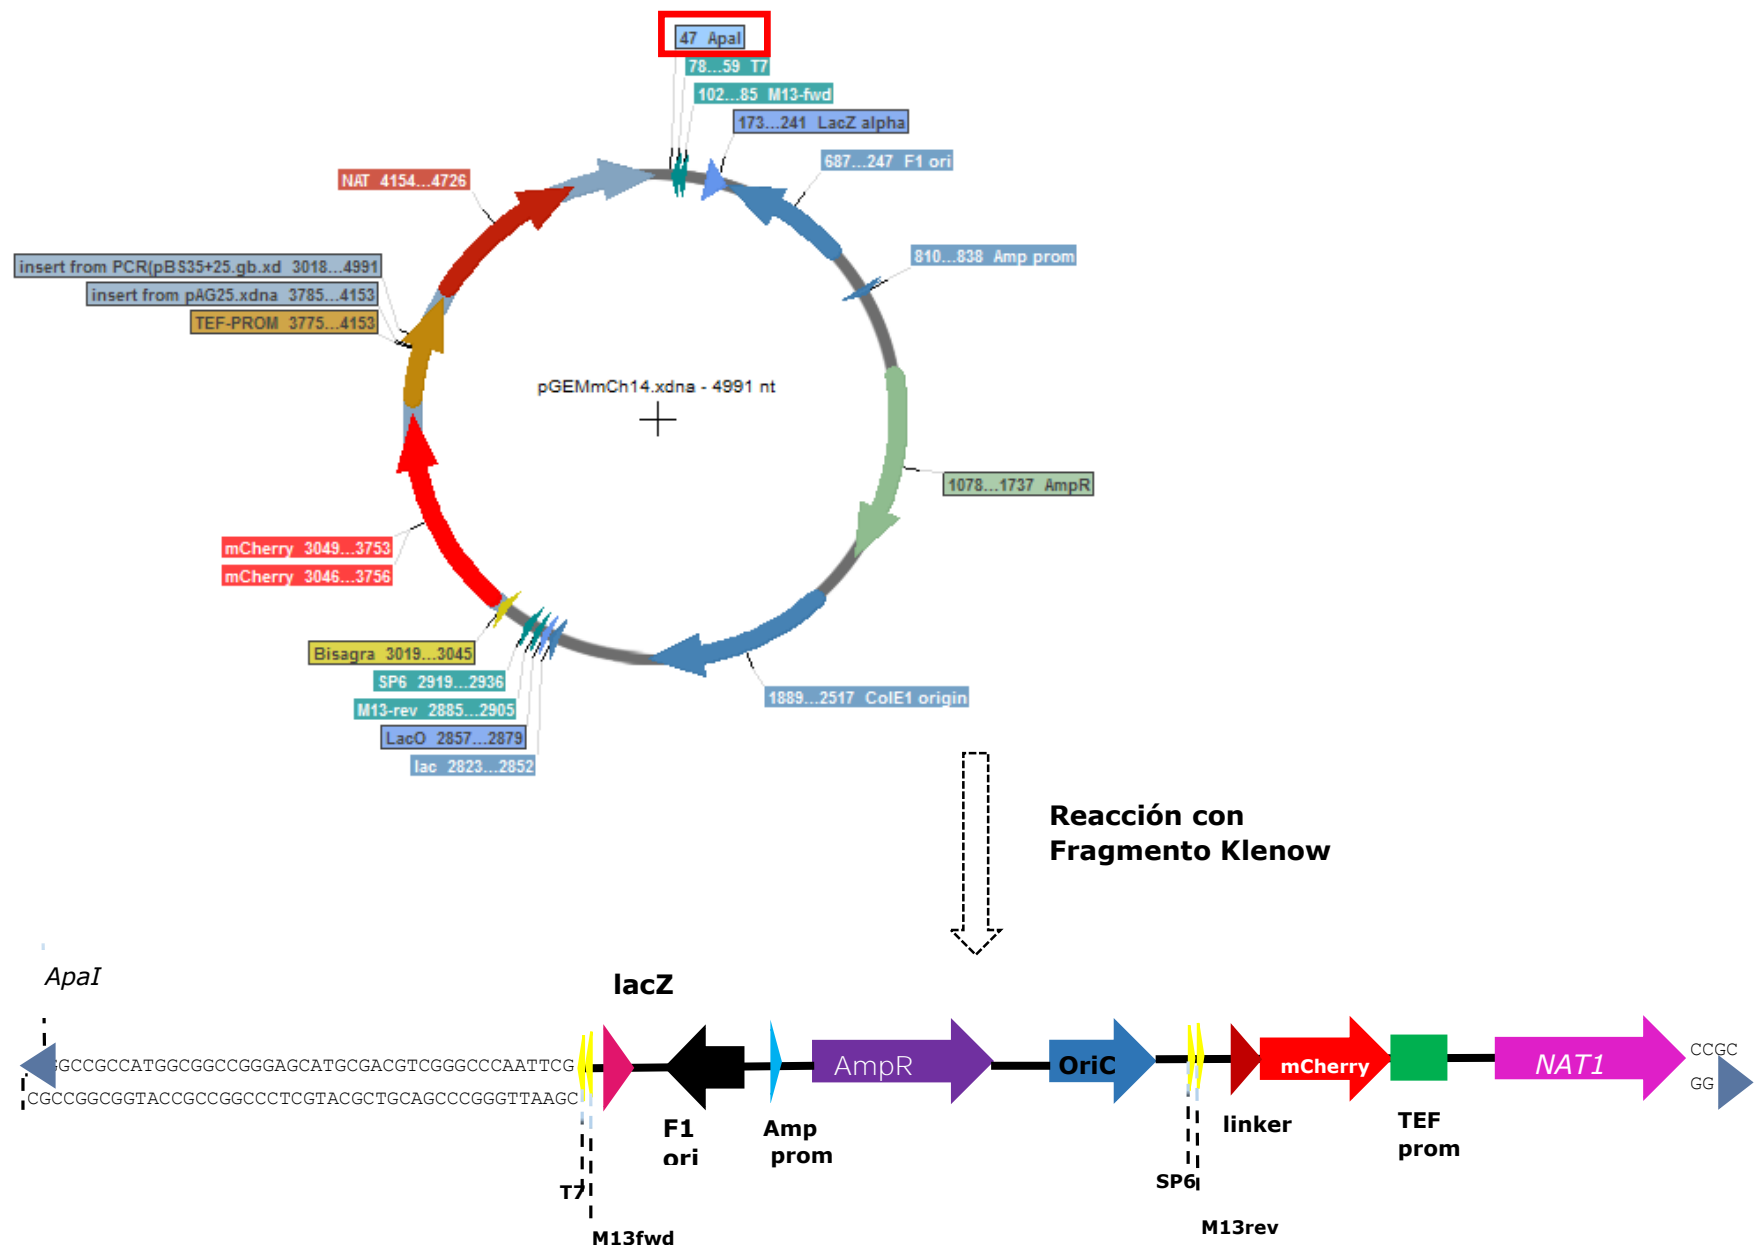 47 ApaI
78...59 T7
102...85 M13-fwd
173...241 LacZ alpha
687...247 F1 ori
NAT 4154...4726
810...838 Amp prom
insert from PCR(pBS35+25.gb.xd 3018...4991
insert from pAG25.xdna 3785...4153
TEF-PROM 3775...4153
pGEMmCh14.xdna - 4991 nt
1078...1737 AmpR
mCherry 3049...3753
mCherry 3046...3756
Bisagra 3019...3045
SP6 2919...2936
M13-rev 2885...2905
LacO 2857...2879
lac 2823...2852
1889...2517 ColE1 origin
Reacción con
Fragmento Klenow
ApaI
lacZ
GCCGCCATGGCGGCCGGGAGCATGCGACGTCGGGCCCAATTCG
CGCCGGCGGTACCGCCGGCCCTCGTACGCTGCAGCCCGGGTTAAGC
AmpR
OriC
mCherry
NAT1
CCGC
GG
F1
ori
Amp
prom
linker
TEF
prom
T7
M13fwd
SP6
M13rev